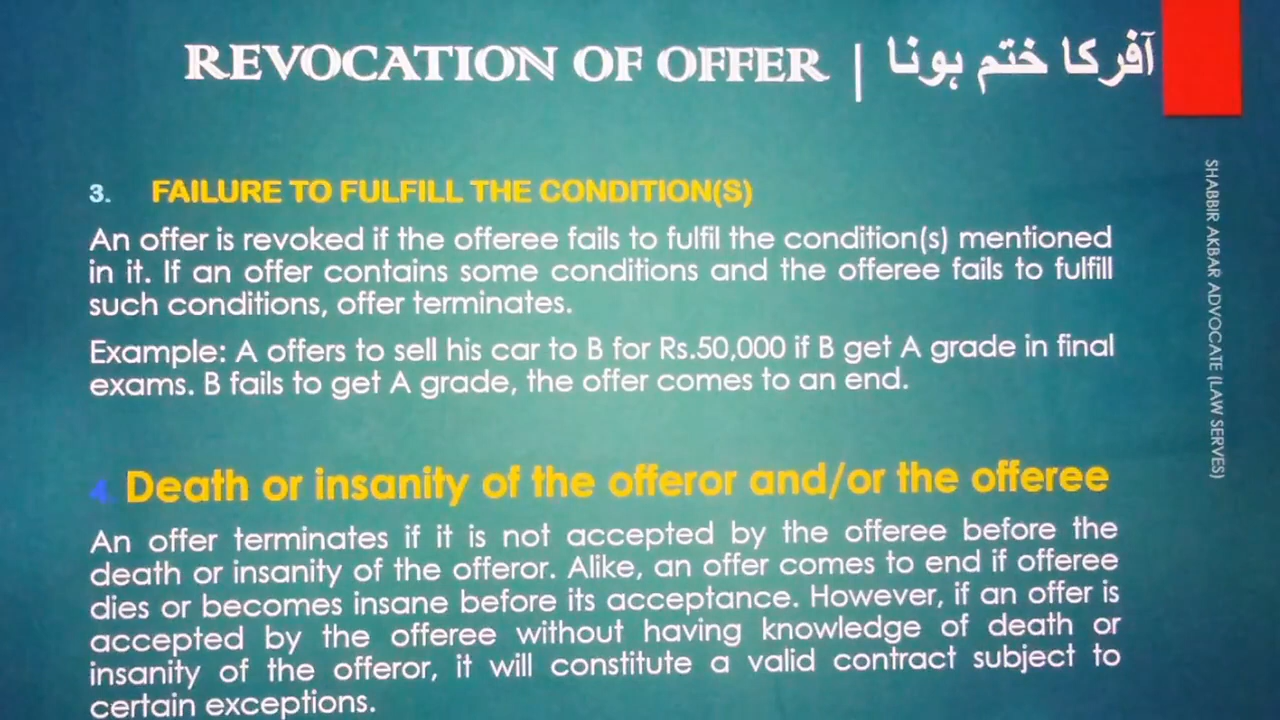 REVOCATION OF OFFER | آفر کا ختم ہونا
3. FAILURE TO FULFILL THE CONDITION(S)
An offer is revoked if the offeree fails to fulfil the condition(s) mentioned
in it. If an offer contains some conditions and the offeree fails to fulfill
such conditions, offer terminates.
Example: A offers to sell his car to B for Rs.50,000 if B get A grade in final
exams. B fails to get A grade, the offer comes to an end.
4. Death or insanity of the offeror and/or the offeree
An offer terminates if it is not accepted by the offeree before the
death or insanity of the offeror. Alike, an offer comes to end if offeree
dies or becomes insane before its acceptance. However, if an offer is
accepted by the offeree without having knowledge of death or
insanity of the offeror, it will constitute a valid contract subject to
certain exceptions.
SHABBIR AKBAR ADVOCATE (LAW SERVES)